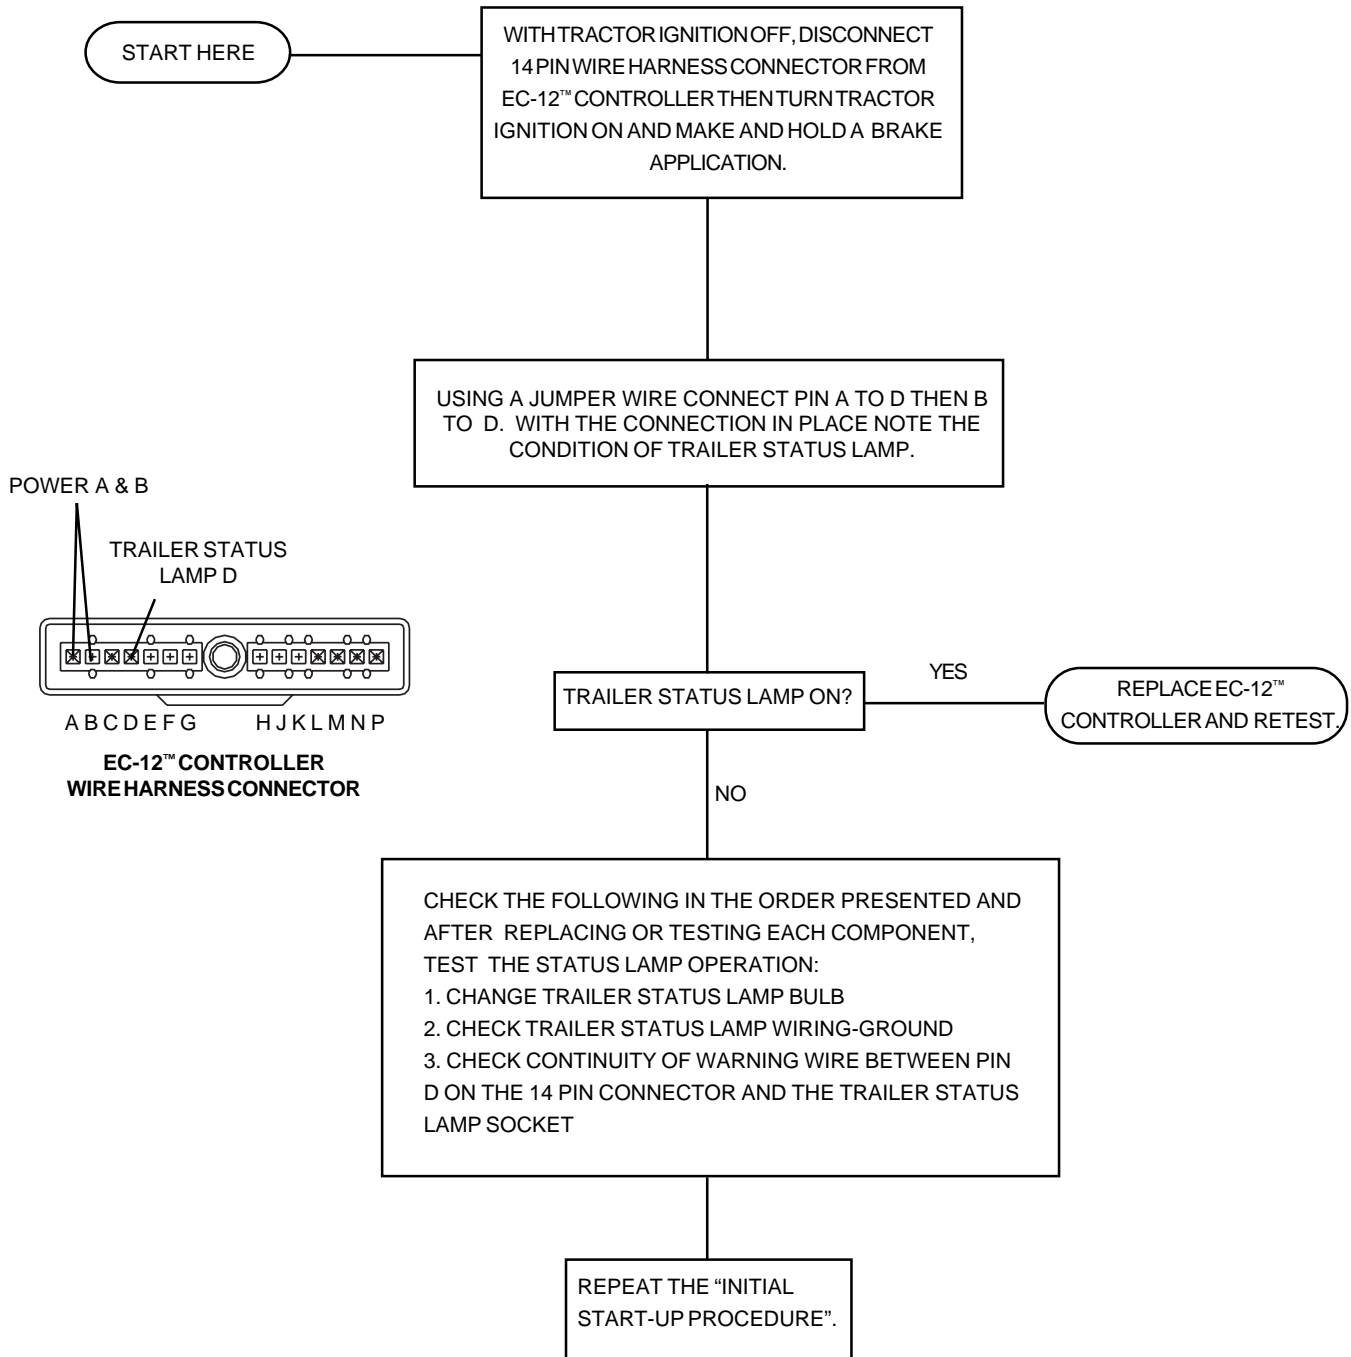 START HERE
WITH TRACTOR IGNITION OFF, DISCONNECT
14 PIN WIRE HARNESS CONNECTOR FROM
EC-12™ CONTROLLER THEN TURN TRACTOR
IGNITION ON AND MAKE AND HOLD A BRAKE
APPLICATION.
USING A JUMPER WIRE CONNECT PIN A TO D THEN B
TO D. WITH THE CONNECTION IN PLACE NOTE THE
CONDITION OF TRAILER STATUS LAMP.
POWER A & B
TRAILER STATUS
LAMP D
A B C D E F G H J K L M N P
EC-12™ CONTROLLER
WIRE HARNESS CONNECTOR
TRAILER STATUS LAMP ON?
YES
REPLACE EC-12™
CONTROLLER AND RETEST.
NO
CHECK THE FOLLOWING IN THE ORDER PRESENTED AND
AFTER REPLACING OR TESTING EACH COMPONENT,
TEST THE STATUS LAMP OPERATION:
1. CHANGE TRAILER STATUS LAMP BULB
2. CHECK TRAILER STATUS LAMP WIRING-GROUND
3. CHECK CONTINUITY OF WARNING WIRE BETWEEN PIN
D ON THE 14 PIN CONNECTOR AND THE TRAILER STATUS
LAMP SOCKET
REPEAT THE “INITIAL
START-UP PROCEDURE”.